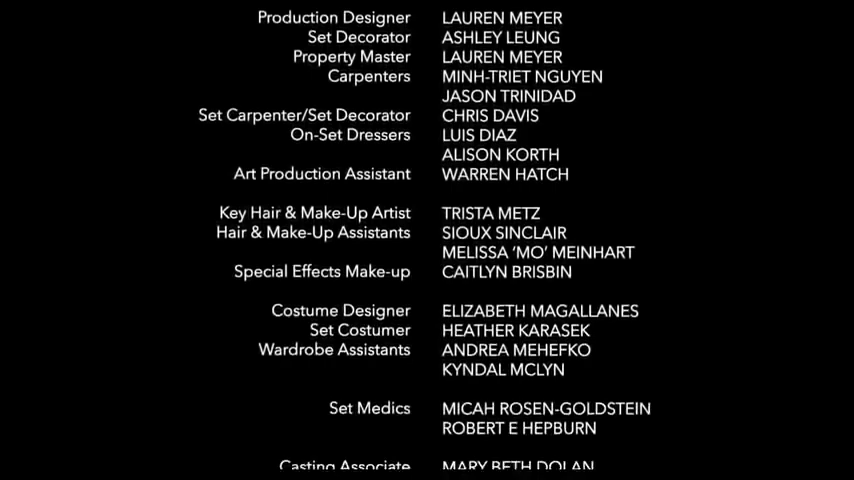 Production Designer LAUREN MEYER
Set Decorator ASHLEY LEUNG
Property Master LAUREN MEYER
Carpenters MINH-TRIET NGUYEN
JASON TRINIDAD
Set Carpenter/Set Decorator CHRIS DAVIS
On-Set Dressers LUIS DIAZ
ALISON KORTH
Art Production Assistant WARREN HATCH
Key Hair & Make-Up Artist TRISTA METZ
Hair & Make-Up Assistants SIOUX SINCLAIR
MELISSA ‘MO’ MEINHART
Special Effects Make-up CAITLYN BRISBIN
Costume Designer ELIZABETH MAGALLANES
Set Costumer HEATHER KARASEK
Wardrobe Assistants ANDREA MEHEFKO
KYNDAL MCLYN
Set Medics MICAH ROSEN-GOLDSTEIN
ROBERT E HEPBURN
Casting Associate MARY BETH DOLAN